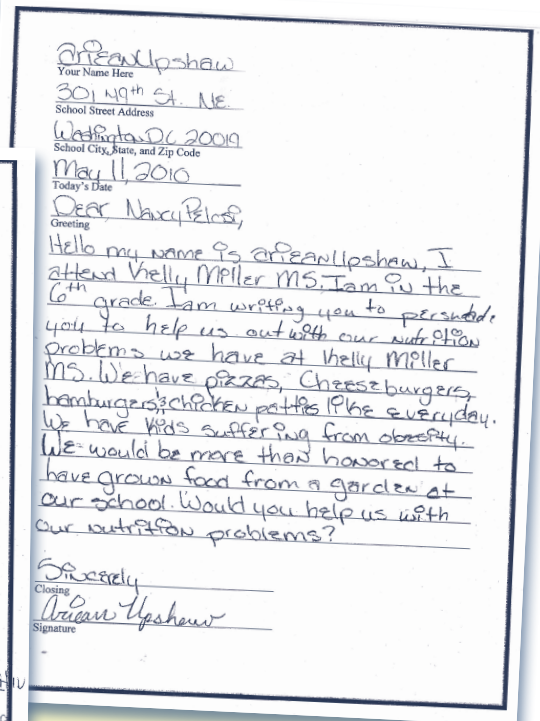 arieanUpshaw
Your Name Here
301 49th St. NE.
School Street Address
Washington D.C 20019
School City, State, and Zip Code
May 11, 2010
Today's Date
Dear Nancy Pelosi,
Greeting
Hello my name is arieanUpshaw, I
attend Kelly Miller MS. I am in the
6th grade. I am writing you to persuade
you to help us out with our nutrition
problems we have at Kelly Miller
MS. We have pizzas, Cheeseburgers,
hamburgers, & chicken patties like everyday.
We have kids suffering from obesity.
We would be more than honored to
have grown food from a garden at
our school. Would you help us with
our nutrition problems?
Sincerely
Closing
Ariean Upshaw
Signature